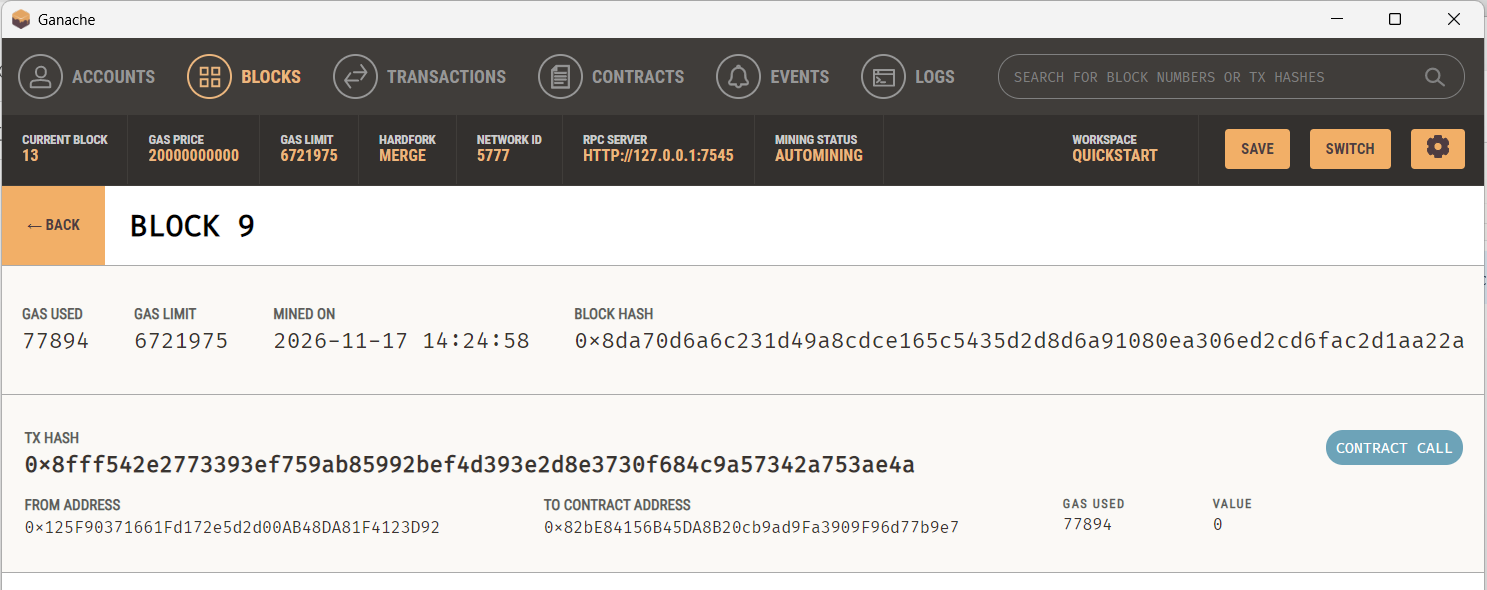 Ganache
ACCOUNTS BLOCKS TRANSACTIONS CONTRACTS EVENTS LOGS SEARCH FOR BLOCK NUMBERS OR TX HASHES
CURRENT BLOCK GAS PRICE GAS LIMIT HARDFORK NETWORK ID RPC SERVER MINING STATUS WORKSPACE
13 20000000000 6721975 MERGE 5777 HTTP://127.0.0.1:7545 AUTOMINING QUICKSTART
SAVE SWITCH
← BACK BLOCK 9
GAS USED GAS LIMIT MINED ON BLOCK HASH
77894 6721975 2026-11-17 14:24:58 0×8da70d6a6c231d49a8cdce165c5435d2d8d6a91080ea306ed2cd6fac2d1aa22a
TX HASH
0×8fff542e2773393ef759ab85992bef4d393e2d8e3730f684c9a57342a753ae4a CONTRACT CALL
FROM ADDRESS TO CONTRACT ADDRESS GAS USED VALUE
0×125F90371661Fd172e5d2d00AB48DA81F4123D92 0×82bE84156B45DA8B20cb9ad9Fa3909F96d77b9e7 77894 0